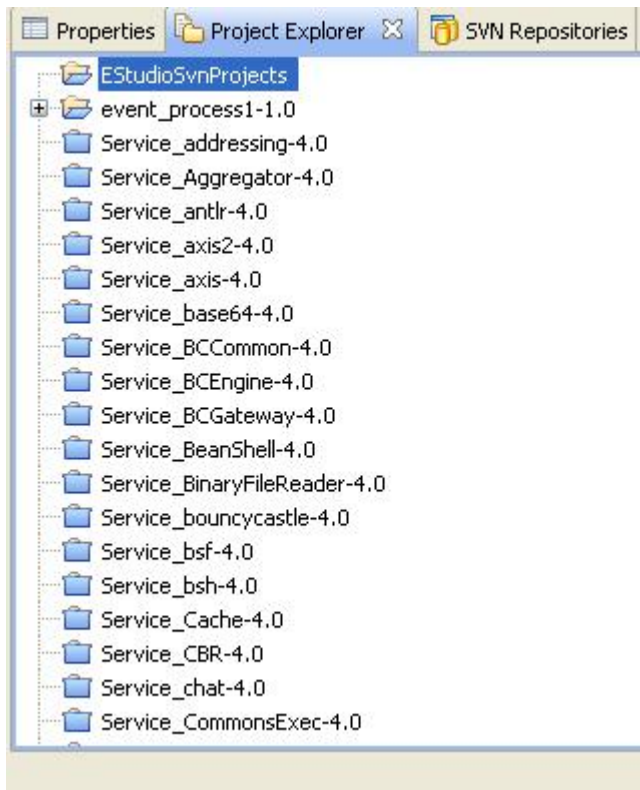 Properties Project Explorer SVN Repositories
EStudioSvnProjects
event_process1-1.0
Service_addressing-4.0
Service_Aggregator-4.0
Service_antlr-4.0
Service_axis2-4.0
Service_axis-4.0
Service_base64-4.0
Service_BCCommon-4.0
Service_BCEngine-4.0
Service_BCGateway-4.0
Service_BeanShell-4.0
Service_BinaryFileReader-4.0
Service_bouncycastle-4.0
Service_bsf-4.0
Service_bsh-4.0
Service_Cache-4.0
Service_CBR-4.0
Service_chat-4.0
Service_CommonsExec-4.0